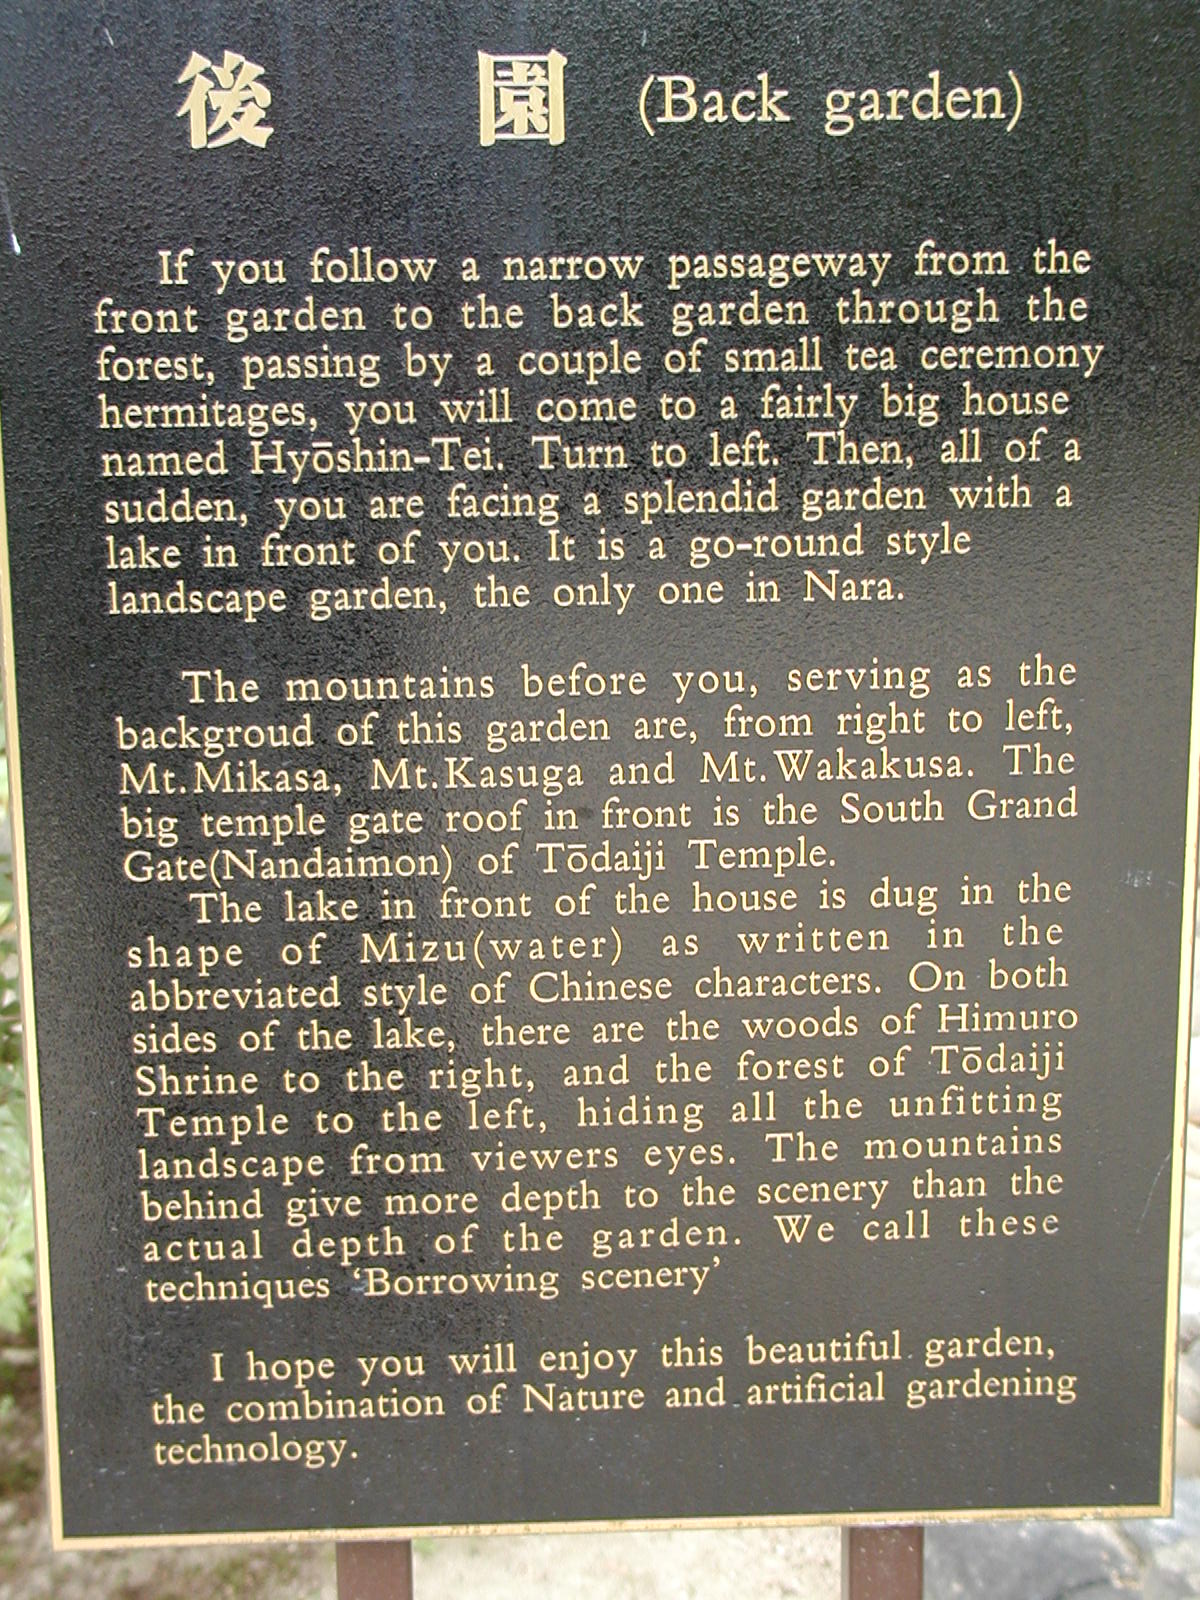 後 園 (Back garden)
If you follow a narrow passageway from the
front garden to the back garden through the
forest, passing by a couple of small tea ceremony
hermitages, you will come to a fairly big house
named Hyōshin-Tei. Turn to left. Then, all of a
sudden, you are facing a splendid garden with a
lake in front of you. It is a go-round style
landscape garden, the only one in Nara.
The mountains before you, serving as the
backgroud of this garden are, from right to left,
Mt.Mikasa, Mt.Kasuga and Mt.Wakakusa. The
big temple gate roof in front is the South Grand
Gate(Nandaimon) of Tōdaiji Temple.
The lake in front of the house is dug in the
shape of Mizu(water) as written in the
abbreviated style of Chinese characters. On both
sides of the lake, there are the woods of Himuro
Shrine to the right, and the forest of Tōdaiji
Temple to the left, hiding all the unfitting
landscape from viewers eyes. The mountains
behind give more depth to the scenery than the
actual depth of the garden. We call these
techniques ‘Borrowing scenery’
I hope you will enjoy this beautiful garden,
the combination of Nature and artificial gardening
technology.